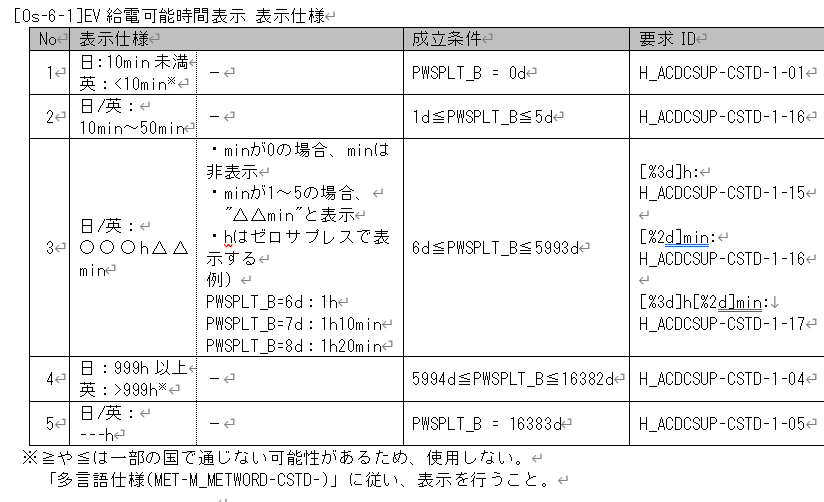 [Os-6-1]EV給電可能時間表示 表示仕様
No 表示仕様 成立条件 要求 ID
1 日:10min 未満 － PWSPLT_B = 0d H_ACDCSUP-CSTD-1-01
英：<10min※
2 日/英： － 1d≦PWSPLT_B≦5d H_ACDCSUP-CSTD-1-16
10min～50min
3 日/英：
〇〇〇h△△
min
・minが0の場合、minは
非表示
・minが1～5の場合、
"△△min"と表示
・hはゼロサプレスで表
示する
例）
PWSPLT_B=6d：1h
PWSPLT_B=7d：1h10min
PWSPLT_B=8d：1h20min
6d≦PWSPLT_B≦5993d
[%3d]h:
H_ACDCSUP-CSTD-1-15
[%2d]min:
H_ACDCSUP-CSTD-1-16
[%3d]h[%2d]min:
H_ACDCSUP-CSTD-1-17
4 日：999h 以上 － 5994d≦PWSPLT_B≦16382d H_ACDCSUP-CSTD-1-04
英：>999h※
5 日/英： － PWSPLT_B = 16383d H_ACDCSUP-CSTD-1-05
---h
※≧や≦は一部の国で通じない可能性があるため、使用しない。
「多言語仕様(MET-M_METWORD-CSTD-)」に従い、表示を行うこと。